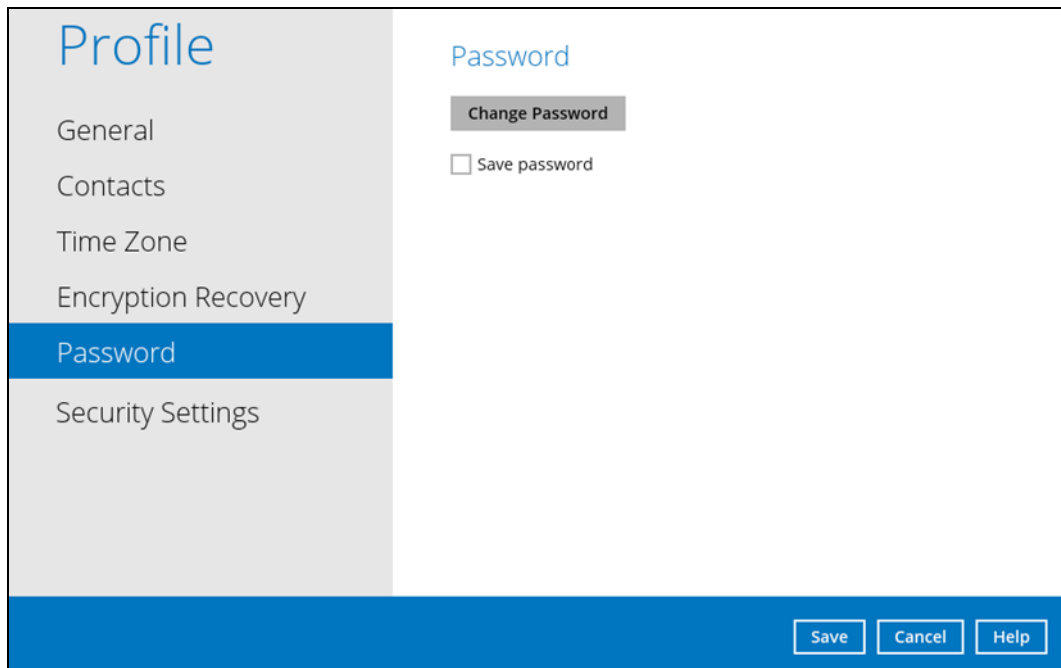 Profile
General
Contacts
Time Zone
Encryption Recovery
Password
Security Settings
Password
Change Password
Save password
Save
Cancel
Help